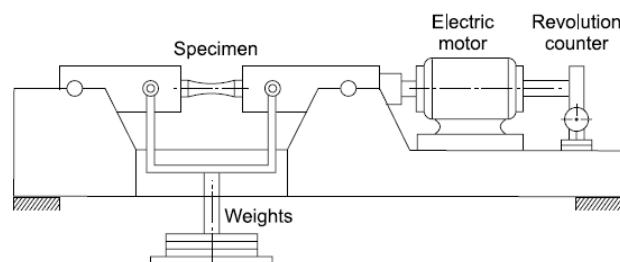 Electric
motor
Revolution
counter
Specimen
Weights